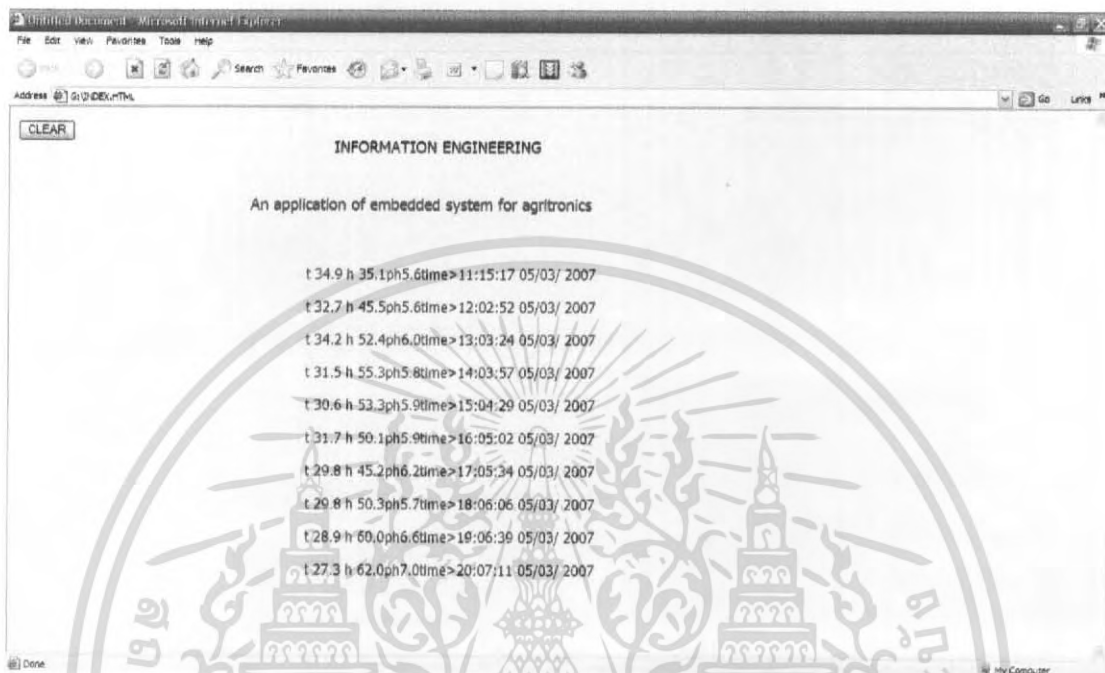 Untitled Document - Microsoft Internet Explorer
File Edit View Favorites Tools Help
Search Favorites
Address G:\INDEX.HTML Go Links
CLEAR
INFORMATION ENGINEERING
An application of embedded system for agritronics
t 34.9 h 35.1ph5.6time>11:15:17 05/03/ 2007
t 32.7 h 45.5ph5.6time>12:02:52 05/03/ 2007
t 34.2 h 52.4ph6.0time>13:03:24 05/03/ 2007
t 31.5 h 55.3ph5.8time>14:03:57 05/03/ 2007
t 30.6 h 53.3ph5.9time>15:04:29 05/03/ 2007
t 31.7 h 50.1ph5.9time>16:05:02 05/03/ 2007
t 29.8 h 45.2ph6.2time>17:05:34 05/03/ 2007
t 29.8 h 50.3ph5.7time>18:06:06 05/03/ 2007
t 28.9 h 60.0ph6.6time>19:06:39 05/03/ 2007
t 27.3 h 62.0ph7.0time>20:07:11 05/03/ 2007
Done My Computer